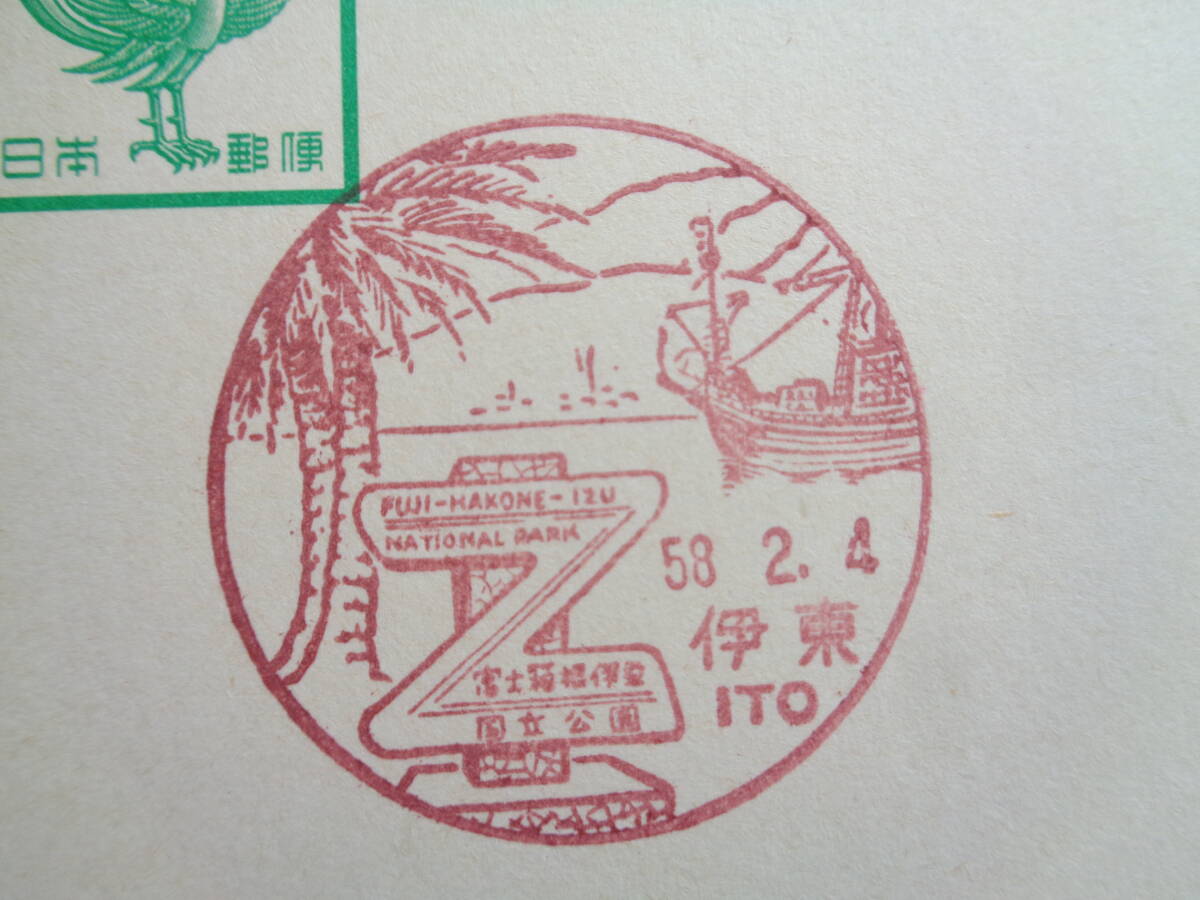 日本 郵便
FUJI-HAKONE-IZU
NATIONAL PARK
58 2. 4
伊東
ITO
富士箱根伊豆
国立公園